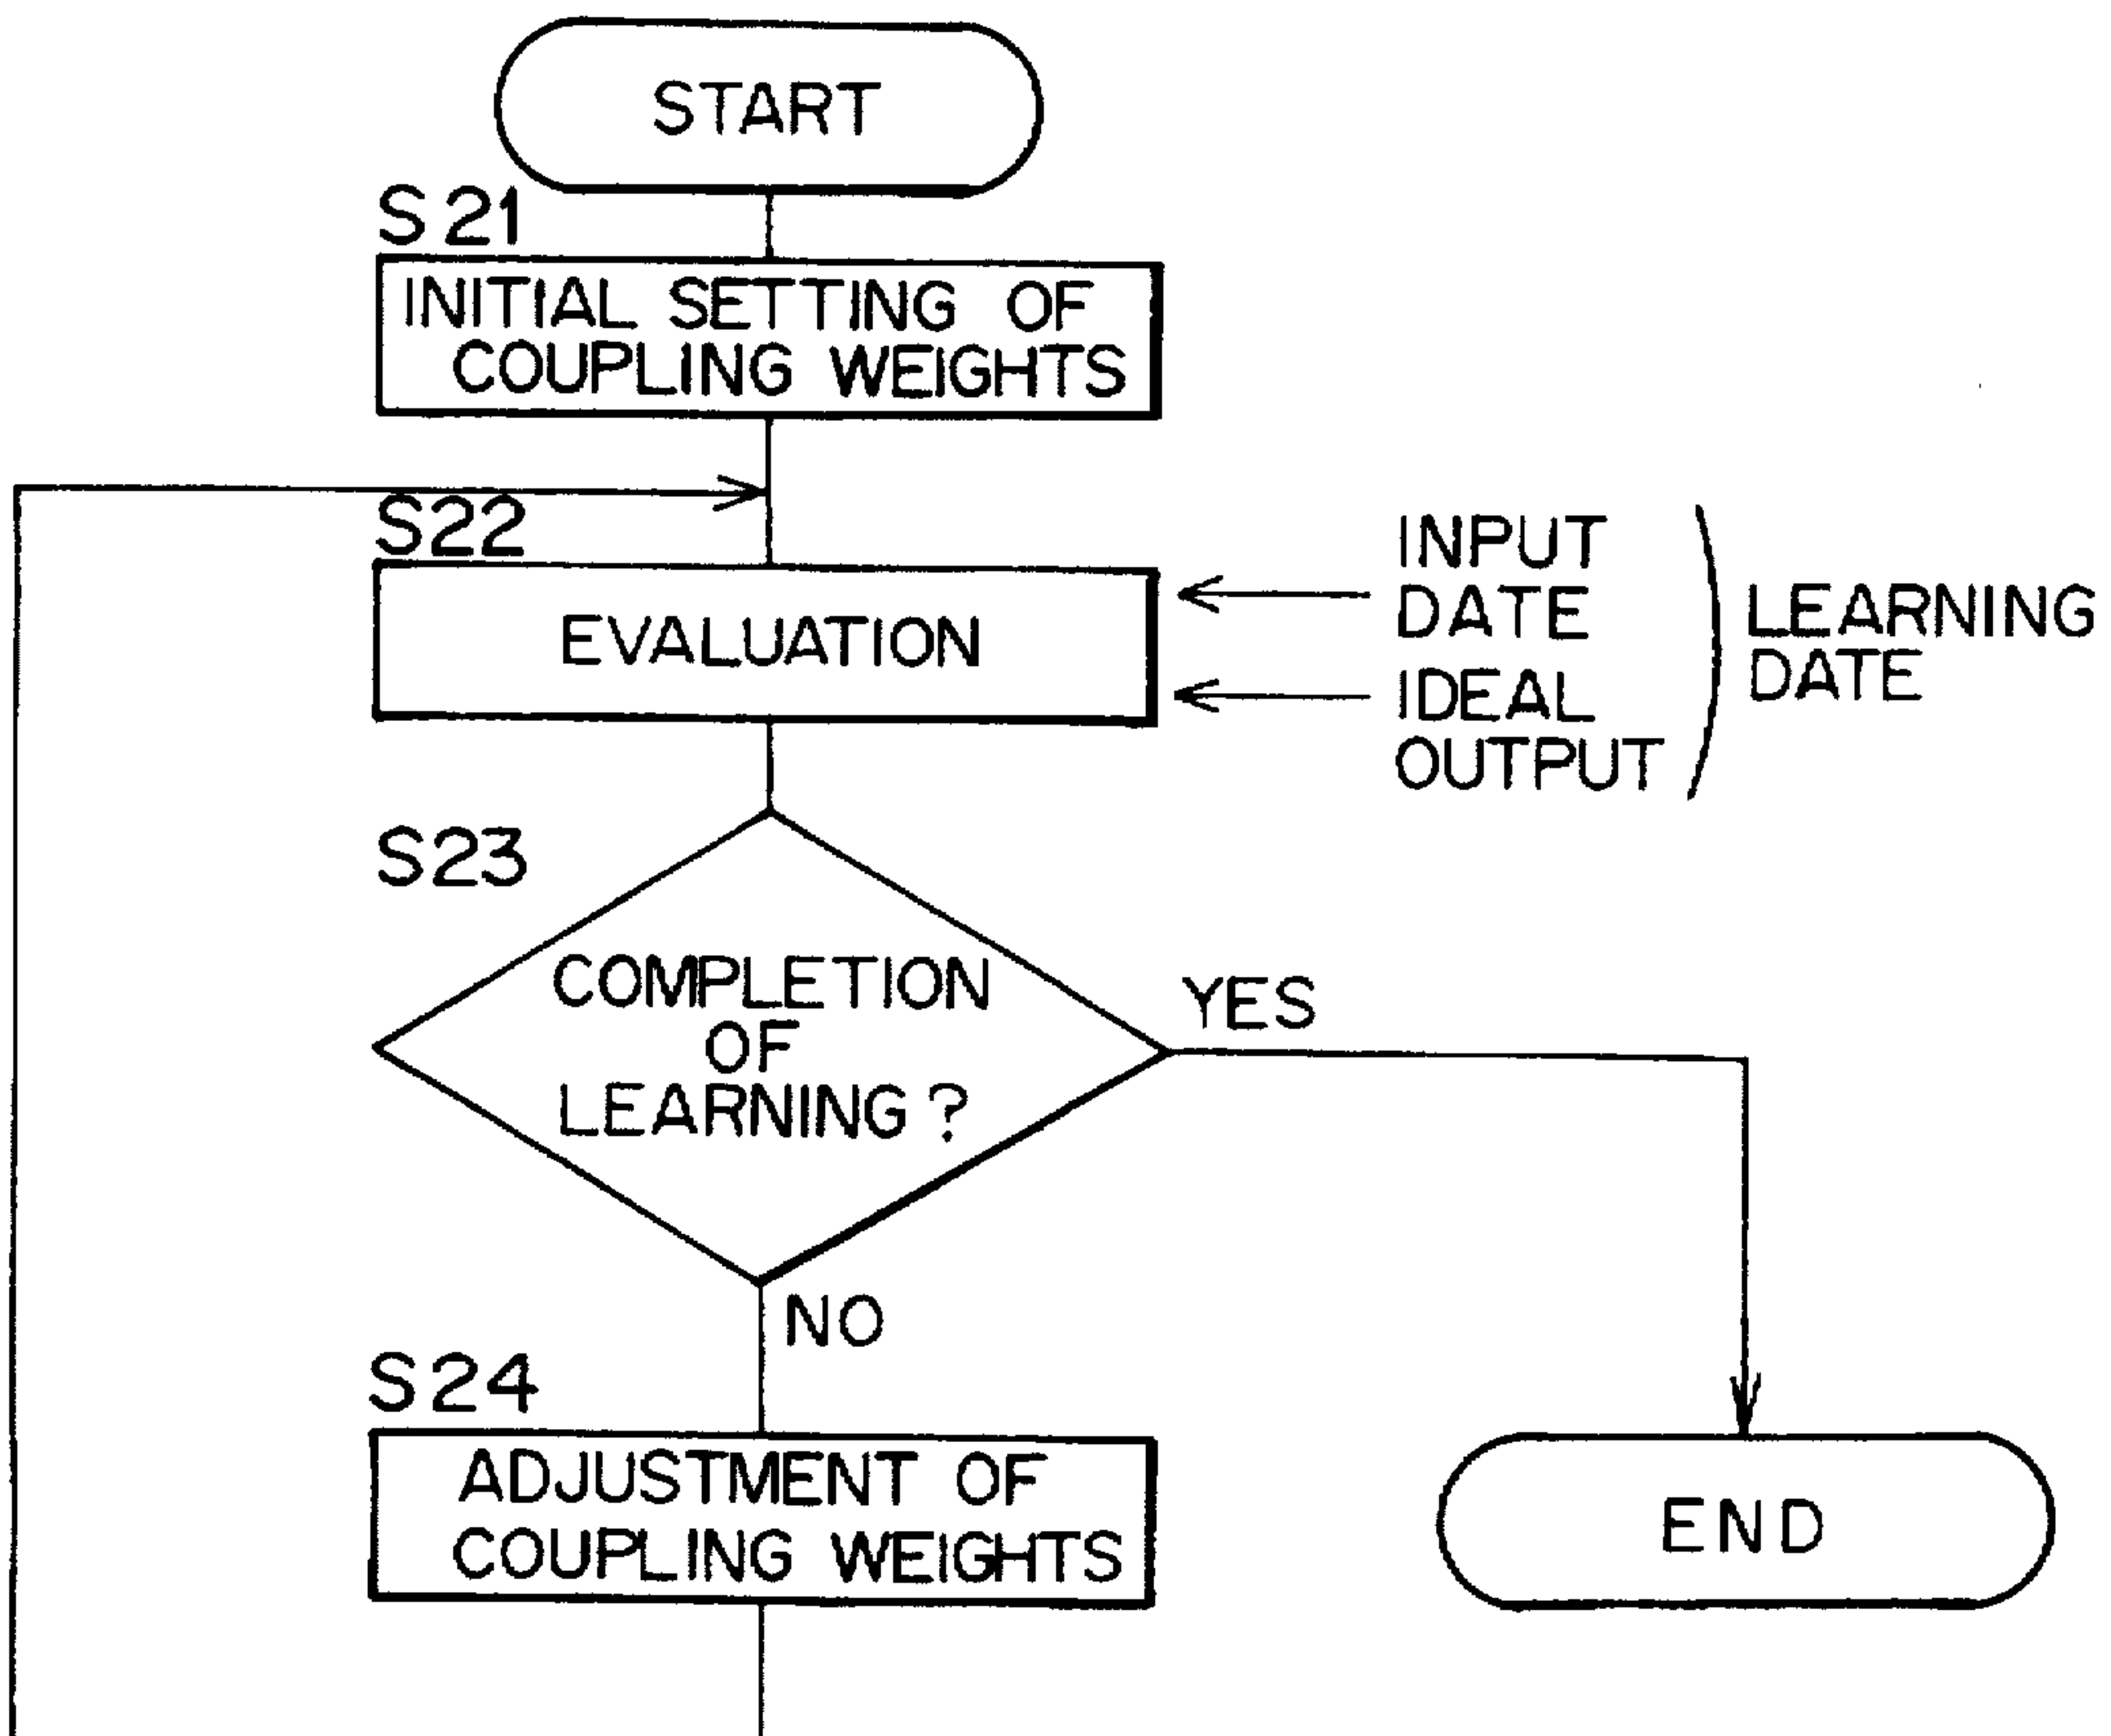 START
S21
INITIAL SETTING OF
COUPLING WEIGHTS
S22
EVALUATION
INPUT
DATE
IDEAL
OUTPUT
LEARNING
DATE
S23
COMPLETION
OF
LEARNING?
YES
NO
S24
ADJUSTMENT OF
COUPLING WEIGHTS
END